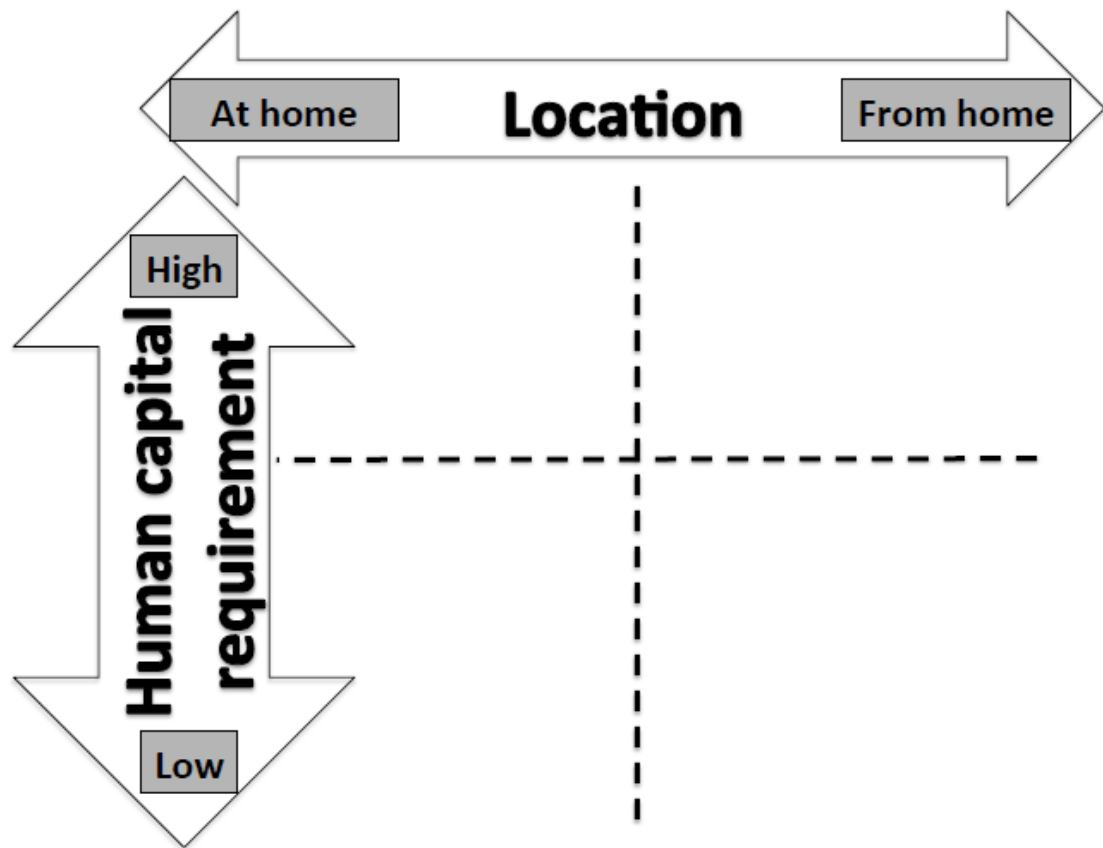 At home
Location
From home
High
Human capital
requirement
Low